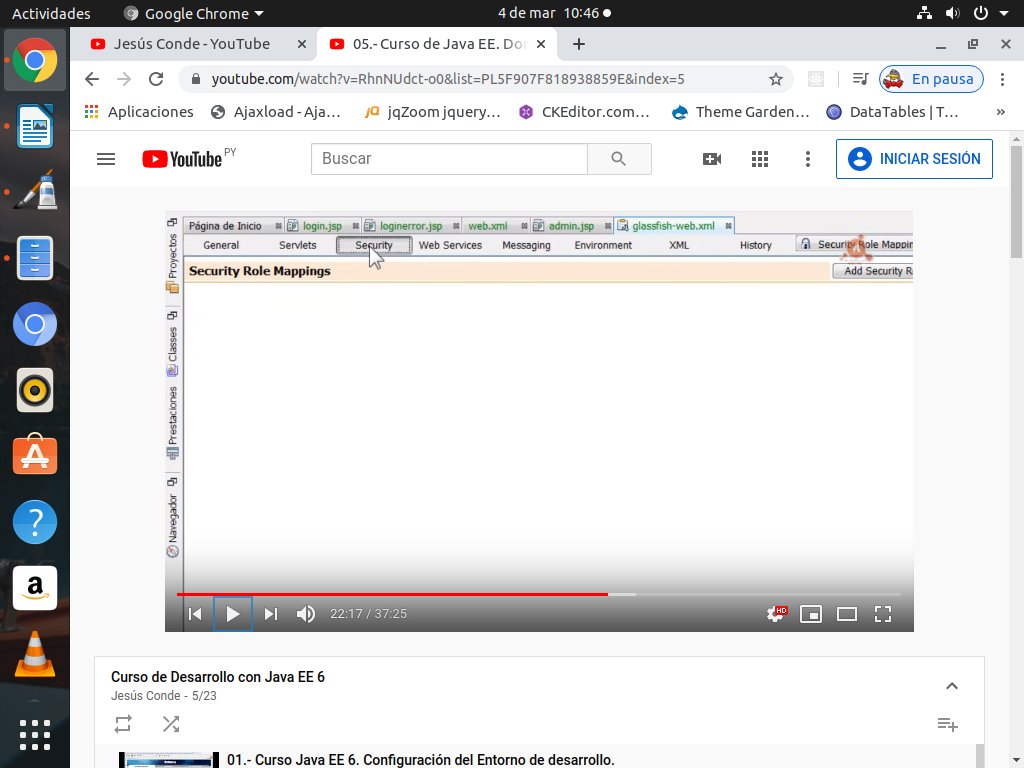 Actividades Google Chrome 4 de mar 10:46
Jesús Conde - YouTube 05.- Curso de Java EE. Dor
youtube.com/watch?v=RhnNUdct-o0&list=PL5F907F818938859E&index=5 En pausa
Aplicaciones Ajaxload - Aja... jqZoom jquery... CKEditor.com... Theme Garden... DataTables | T... »
YouTube PY Buscar INICIAR SESIÓN
Página de Inicio login.jsp loginerror.jsp web.xml admin.jsp glassfish-web.xml
General Servlets Security Web Services Messaging Environment XML History Security Role Mappin
Security Role Mappings Add Security R
Proyectos
Clases
Prestaciones
Navegador
22:17 / 37:25 HD
Curso de Desarrollo con Java EE 6
Jesús Conde - 5/23
01.- Curso Java EE 6. Configuración del Entorno de desarrollo.